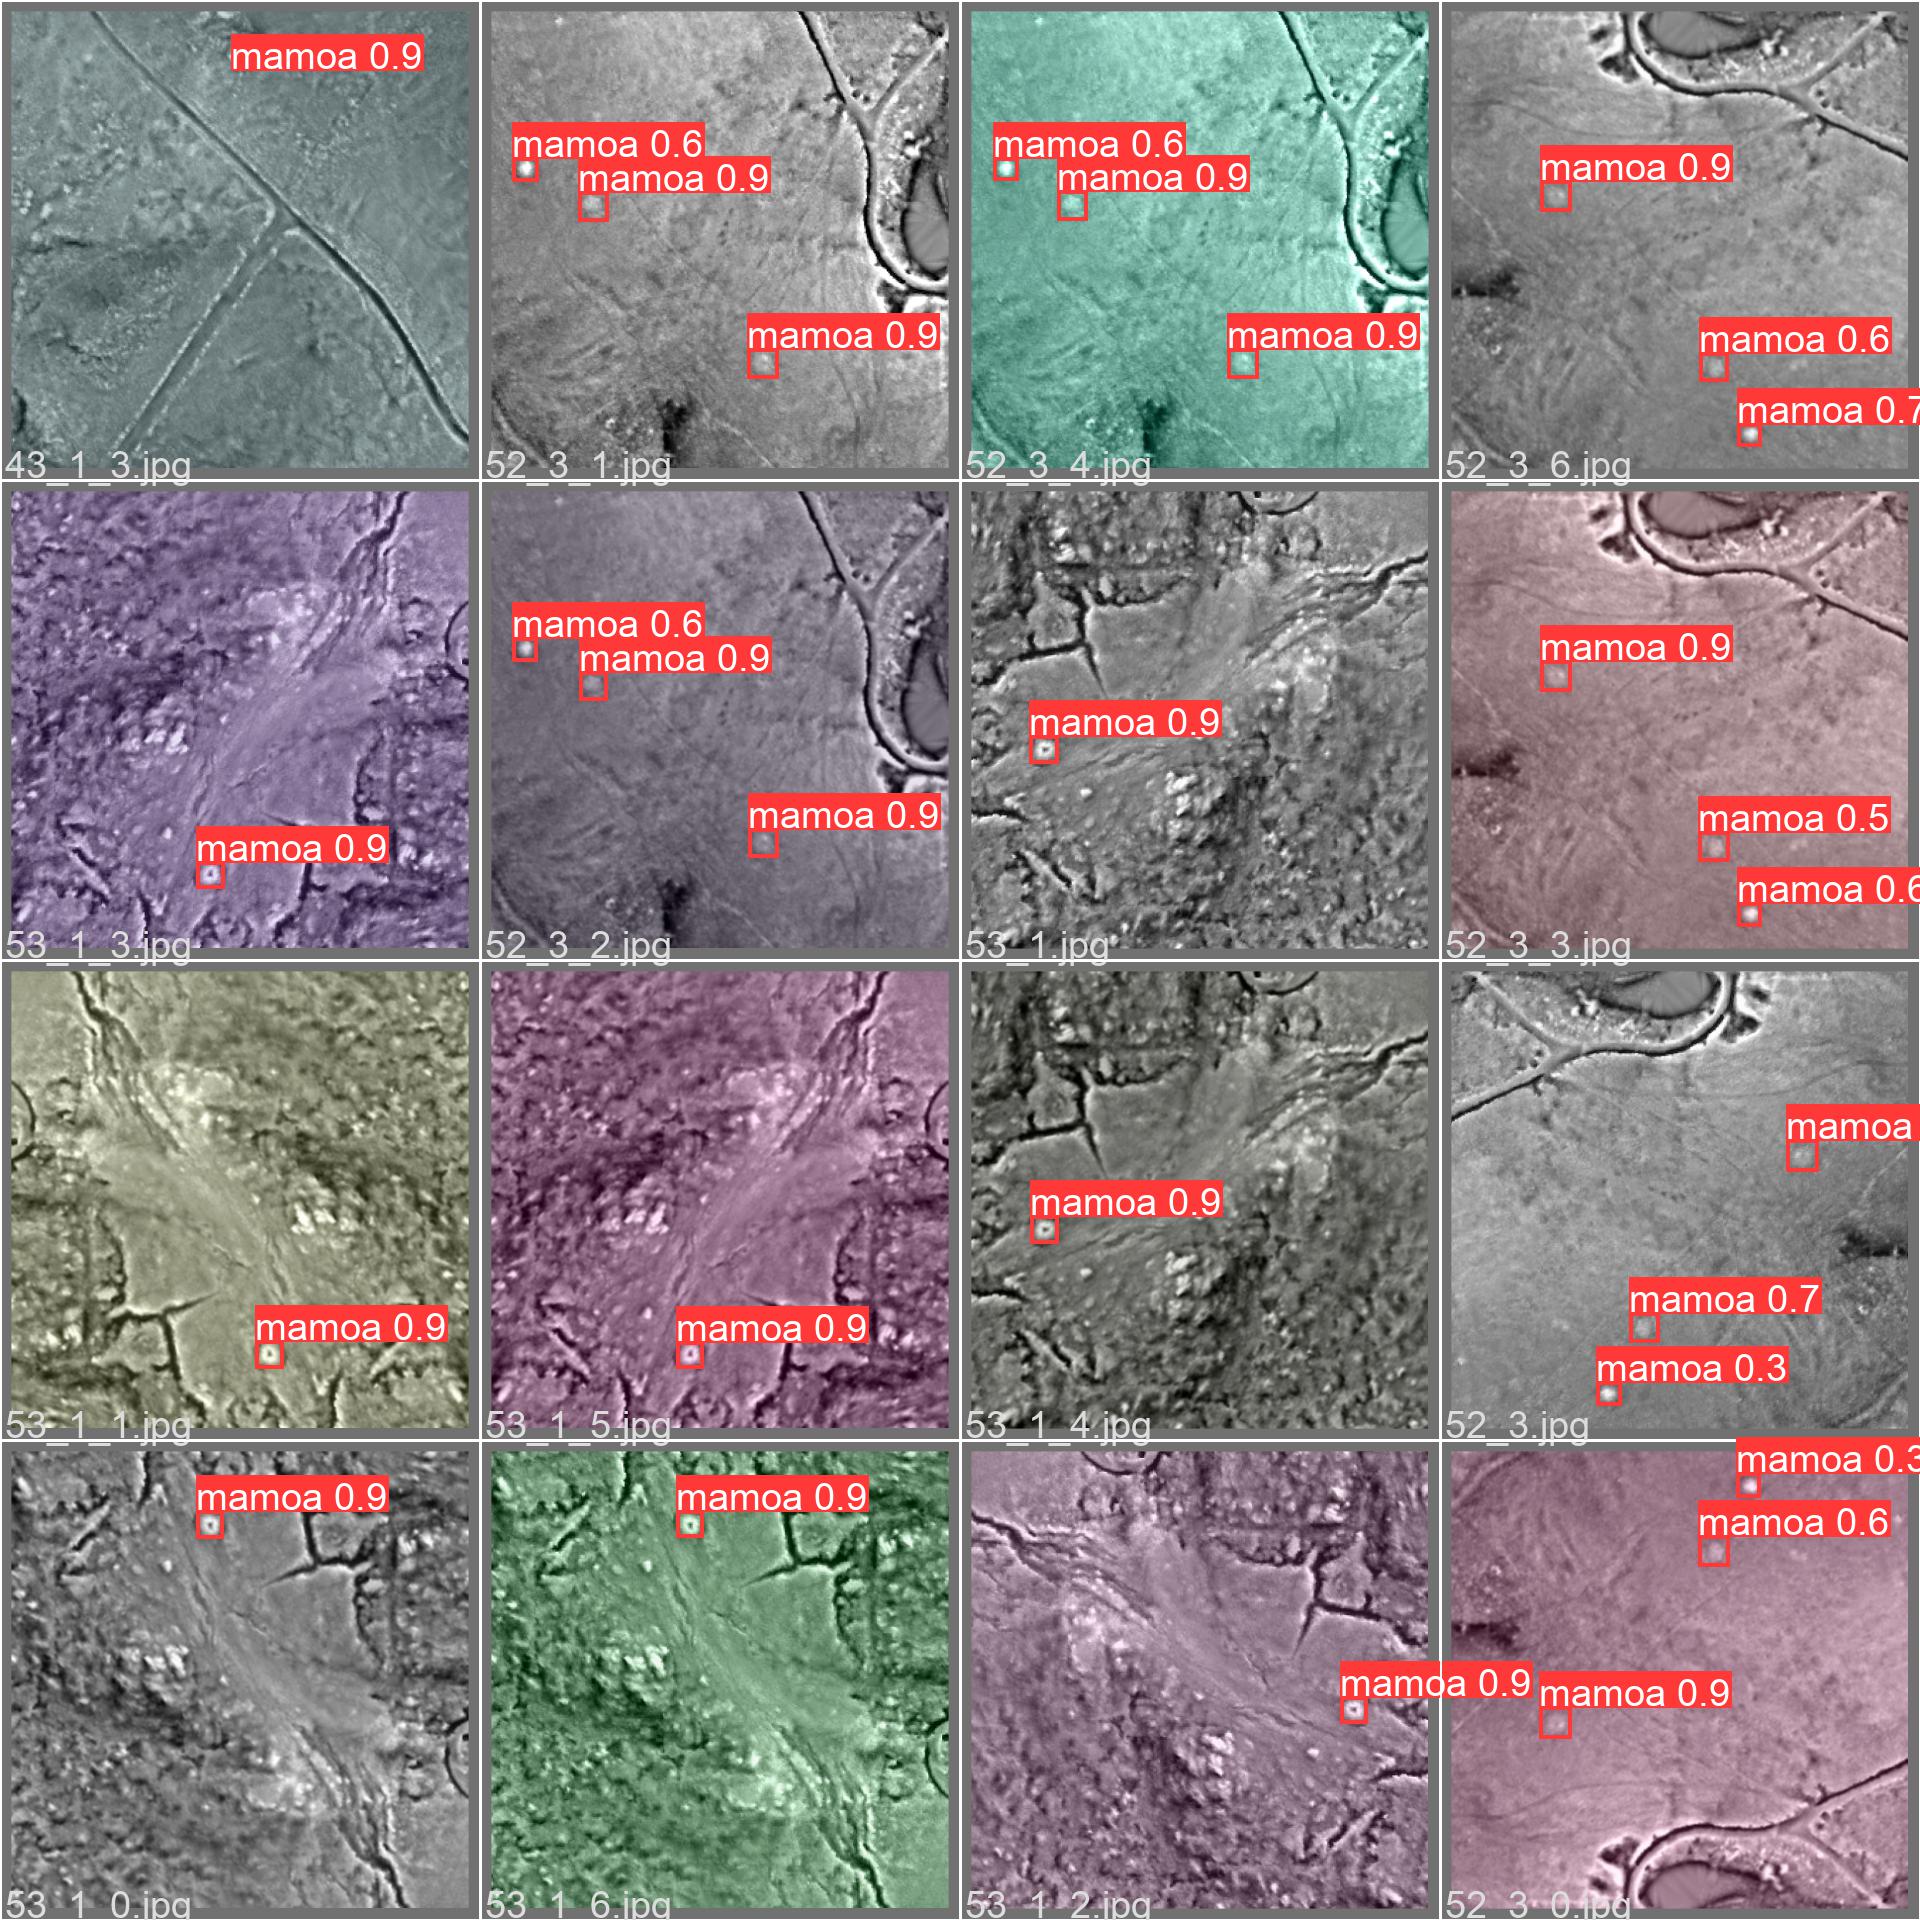 mamoa 0.9
43_1_3.jpg
mamoa 0.6
mamoa 0.9
mamoa 0.9
52_3_1.jpg
mamoa 0.6
mamoa 0.9
mamoa 0.9
52_3_4.jpg
mamoa 0.9
mamoa 0.6
mamoa 0.7
52_3_6.jpg
mamoa 0.9
53_1_3.jpg
mamoa 0.6
mamoa 0.9
mamoa 0.9
52_3_2.jpg
mamoa 0.9
53_1.jpg
mamoa 0.9
mamoa 0.5
mamoa 0.6
52_3_3.jpg
mamoa 0.9
53_1_1.jpg
mamoa 0.9
53_1_5.jpg
mamoa 0.9
53_1_4.jpg
mamoa
mamoa 0.7
mamoa 0.3
52_3.jpg
mamoa 0.9
53_1_0.jpg
mamoa 0.9
53_1_6.jpg
mamoa 0.9
53_1_2.jpg
mamoa 0.3
mamoa 0.6
mamoa 0.9
52_3_0.jpg